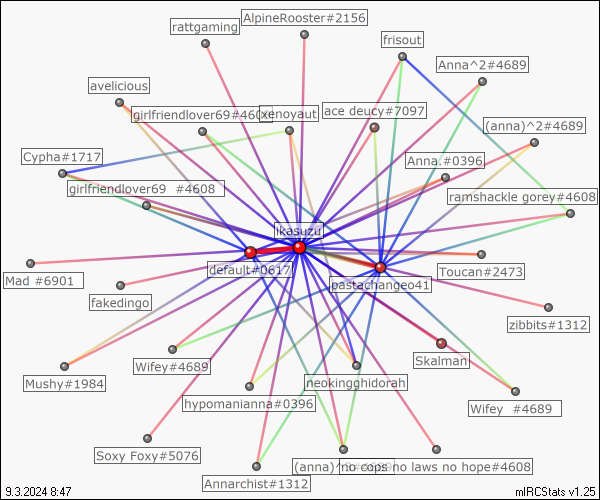 AlpineRooster#2156
rattgaming
frisout
Anna^2#4689
avelicious
girlfriendlover69#460
xenoyaut
ace deucy#7097
(anna)^2#4689
Cypha#1717
Anna.#0396
girlfriendlover69 #4608
ramshackle gorey#4608
likasuzu
default#0617
pastachangeo41
Toucan#2473
Mad #6901
fakedingo
zibbits#1312
Skalman
Wifey#4689
neokingghidorah
Mushy#1984
hypomanianna#0396
Wifey #4689
Soxy Foxy#5076
(anna)^
no cops no laws no hope#4608
Annarchist#1312
9.3.2024 8:47
mIRCStats v1.25